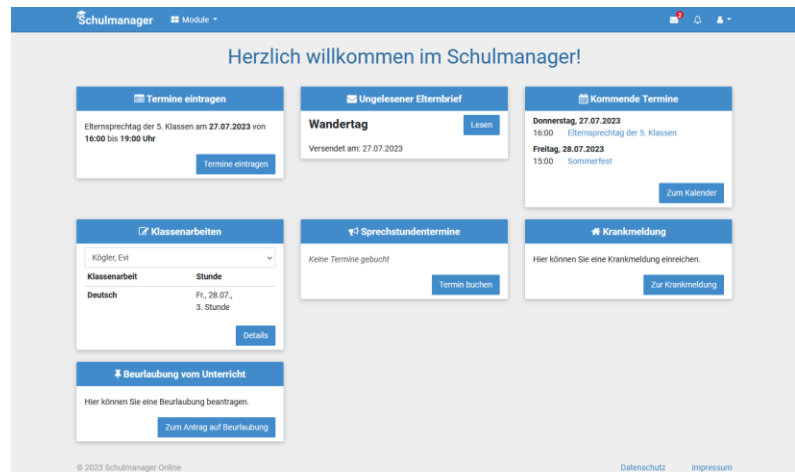 Schulmanager
Module
2
Herzlich willkommen im Schulmanager!
Termine eintragen
Elternsprechtag der 5. Klassen am 27.07.2023 von
16:00 bis 19:00 Uhr
Termine eintragen
Ungelesener Elternbrief
Wandertag
Lesen
Versendet am: 27.07.2023
Kommende Termine
Donnerstag, 27.07.2023
16:00 Elternsprechtag der 5. Klassen
Freitag, 28.07.2023
15:00 Sommerfest
Zum Kalender
Klassenarbeiten
Kögler, Evi
Klassenarbeit Stunde
Deutsch Fr., 28.07.,
3. Stunde
Details
Sprechstundentermine
Keine Termine gebucht
Termin buchen
Krankmeldung
Hier können Sie eine Krankmeldung einreichen.
Zur Krankmeldung
Beurlaubung vom Unterricht
Hier können Sie eine Beurlaubung beantragen.
Zum Antrag auf Beurlaubung
© 2023 Schulmanager Online
Datenschutz Impressum